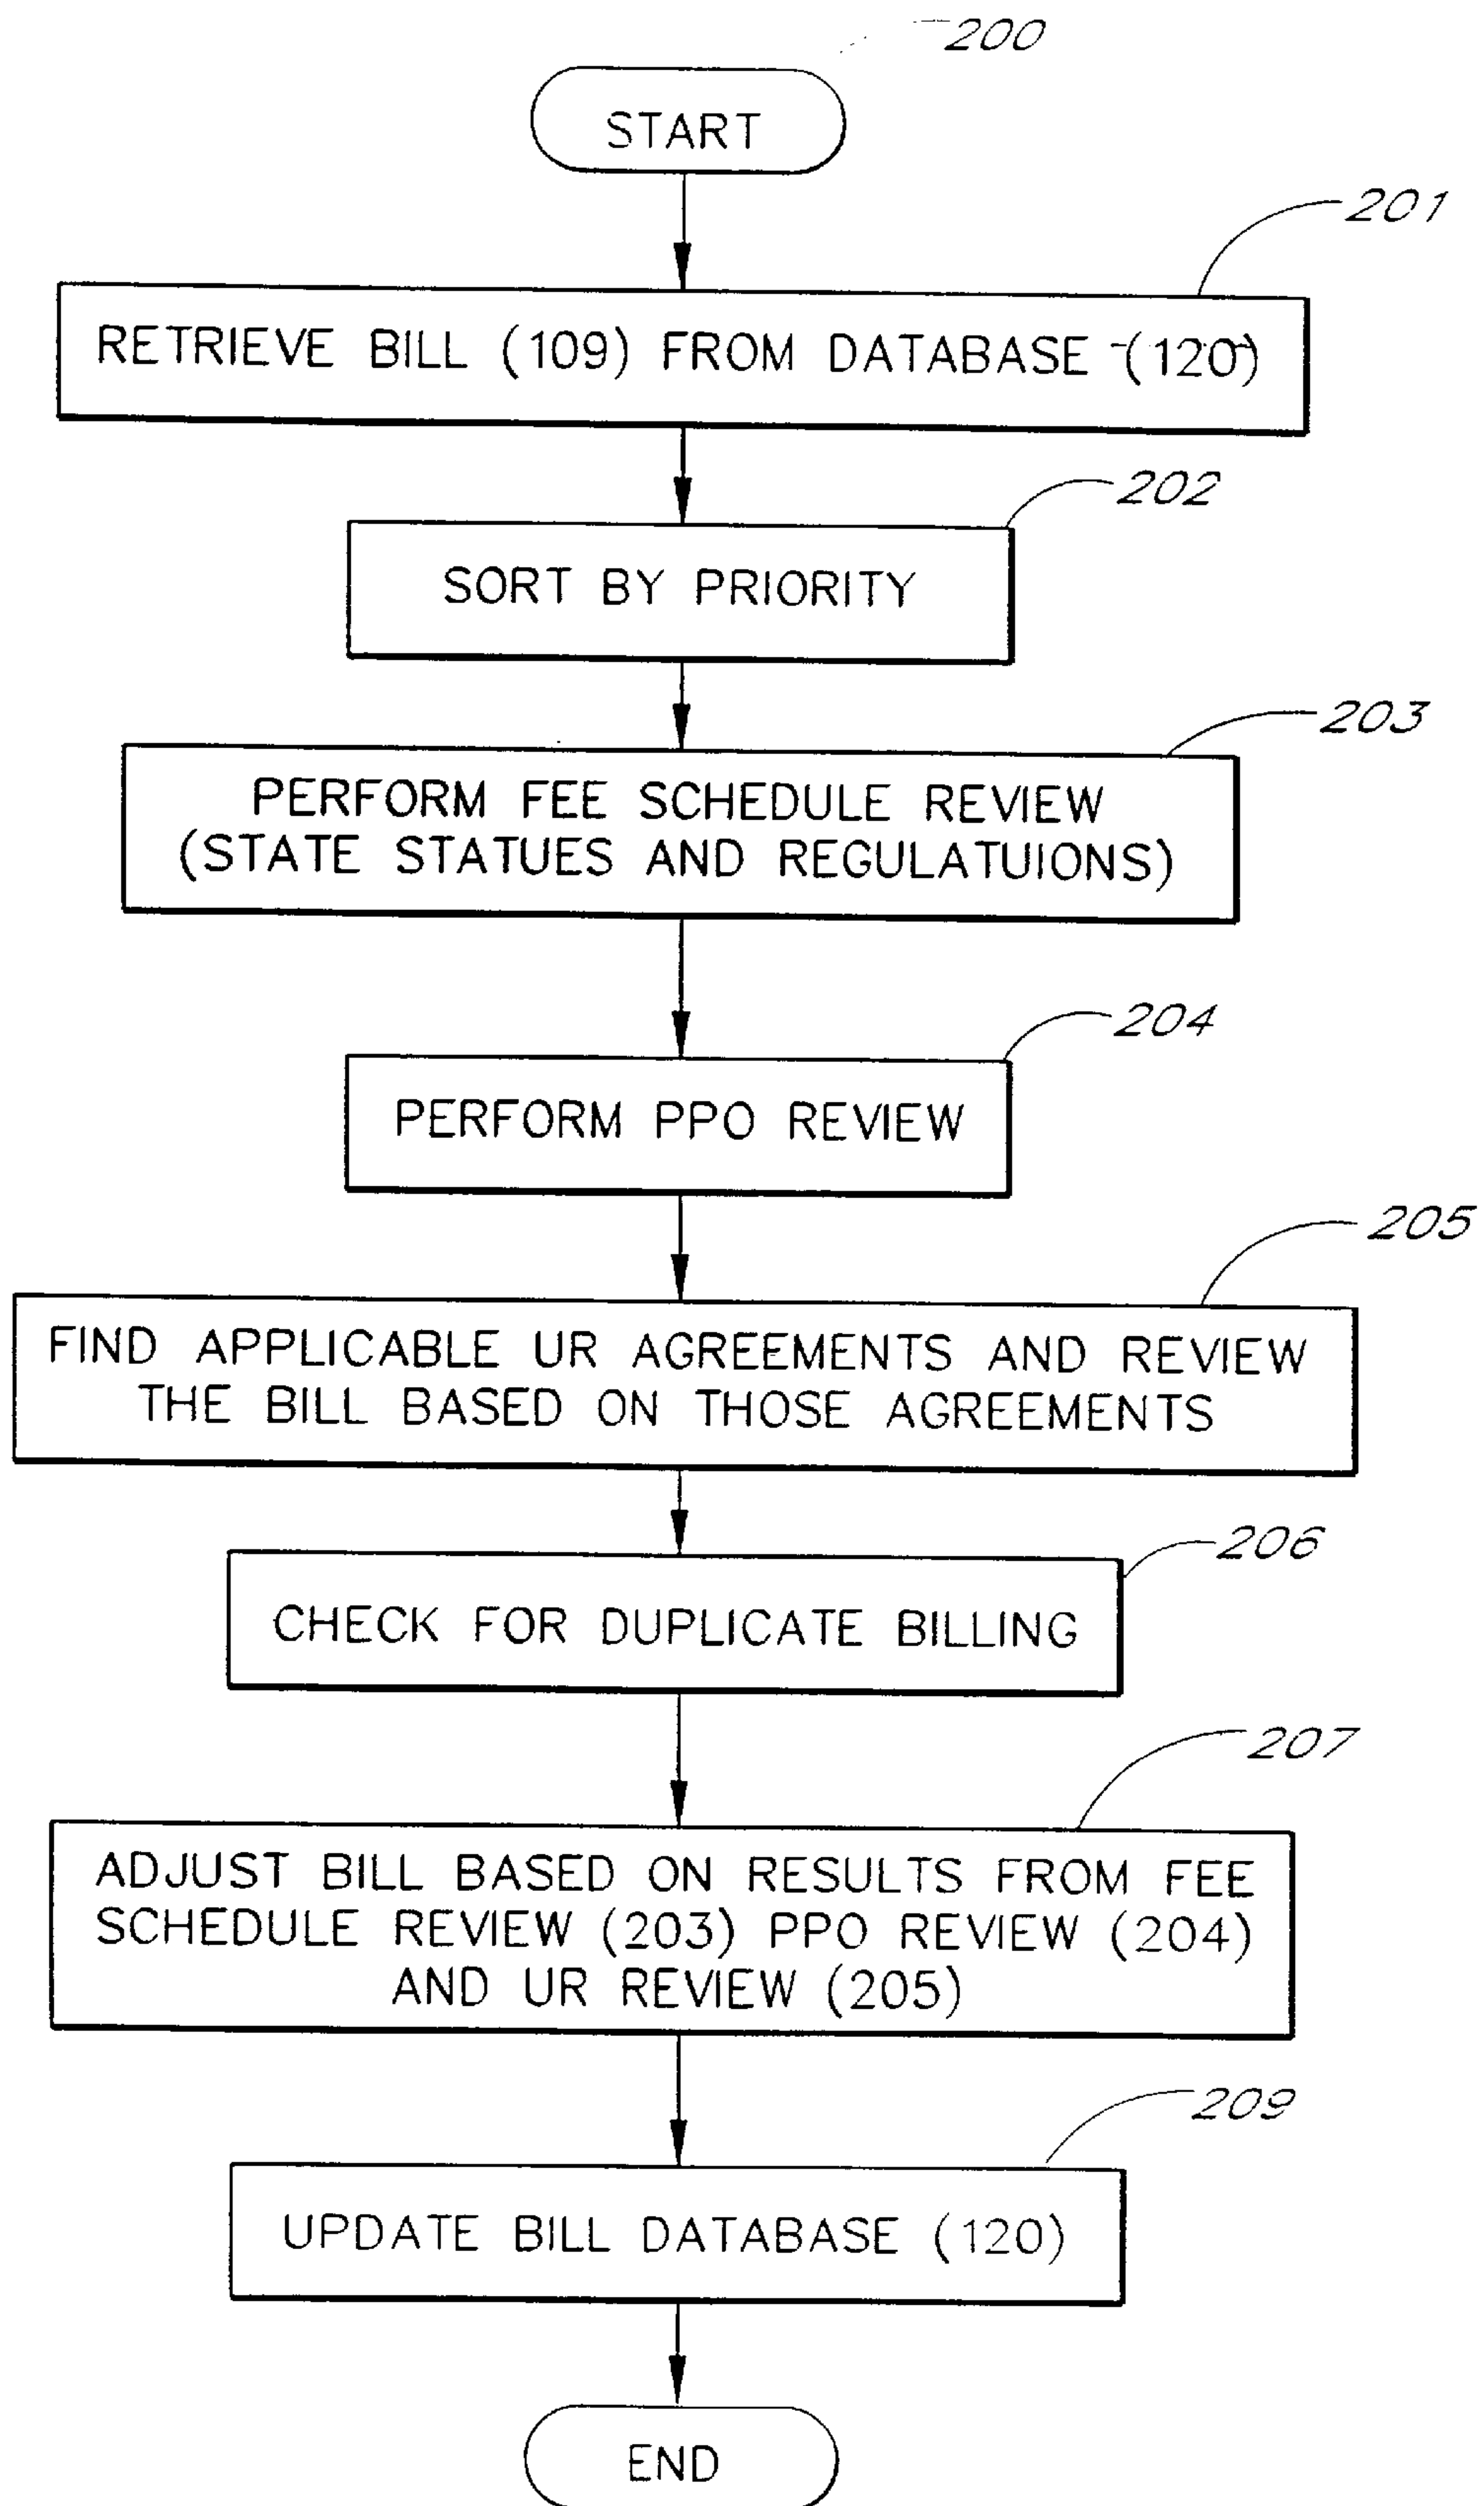 200
START
201
RETRIEVE BILL (109) FROM DATABASE (120)
202
SORT BY PRIORITY
203
PERFORM FEE SCHEDULE REVIEW
(STATE STATUES AND REGULATUIONS)
204
PERFORM PPO REVIEW
205
FIND APPLICABLE UR AGREEMENTS AND REVIEW
THE BILL BASED ON THOSE AGREEMENTS
206
CHECK FOR DUPLICATE BILLING
207
ADJUST BILL BASED ON RESULTS FROM FEE
SCHEDULE REVIEW (203) PPO REVIEW (204)
AND UR REVIEW (205)
209
UPDATE BILL DATABASE (120)
END